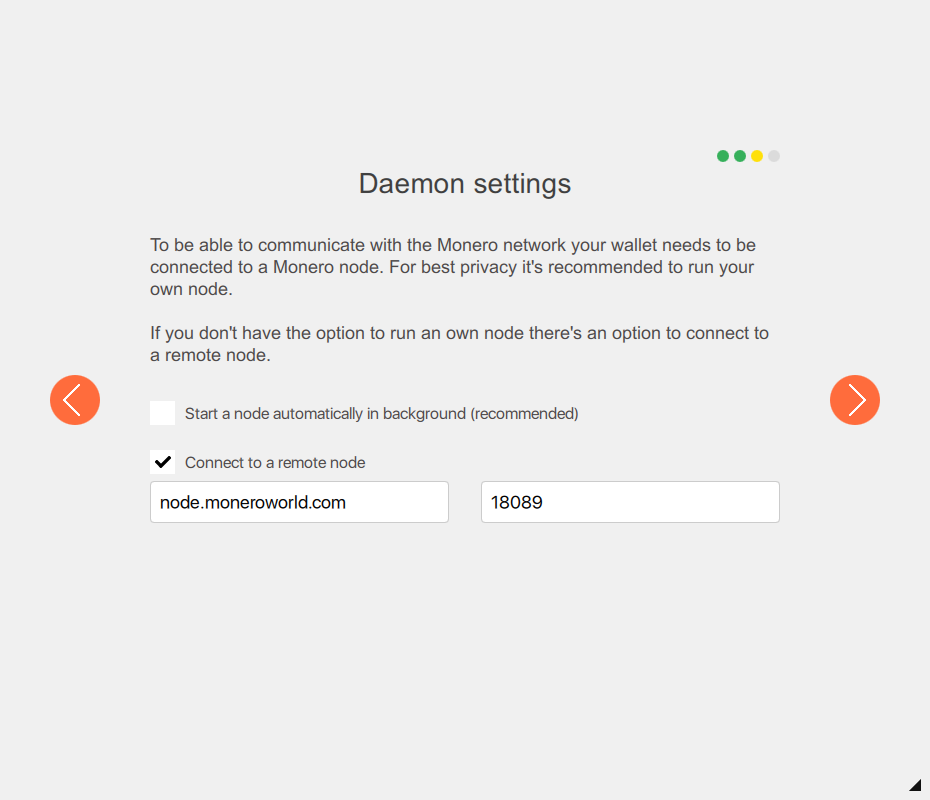 Daemon settings
To be able to communicate with the Monero network your wallet needs to be
connected to a Monero node. For best privacy it's recommended to run your
own node.
If you don't have the option to run an own node there's an option to connect to
a remote node.
Start a node automatically in background (recommended)
Connect to a remote node
node.moneroworld.com
18089